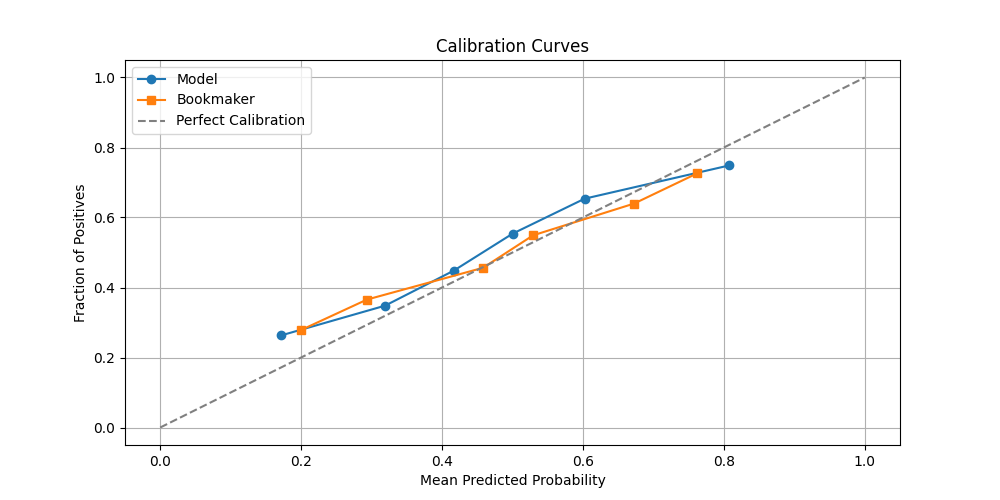 Calibration Curves
Model
Bookmaker
Perfect Calibration
Fraction of Positives
1.0
0.8
0.6
0.4
0.2
0.0
0.0 0.2 0.4 0.6 0.8 1.0
Mean Predicted Probability